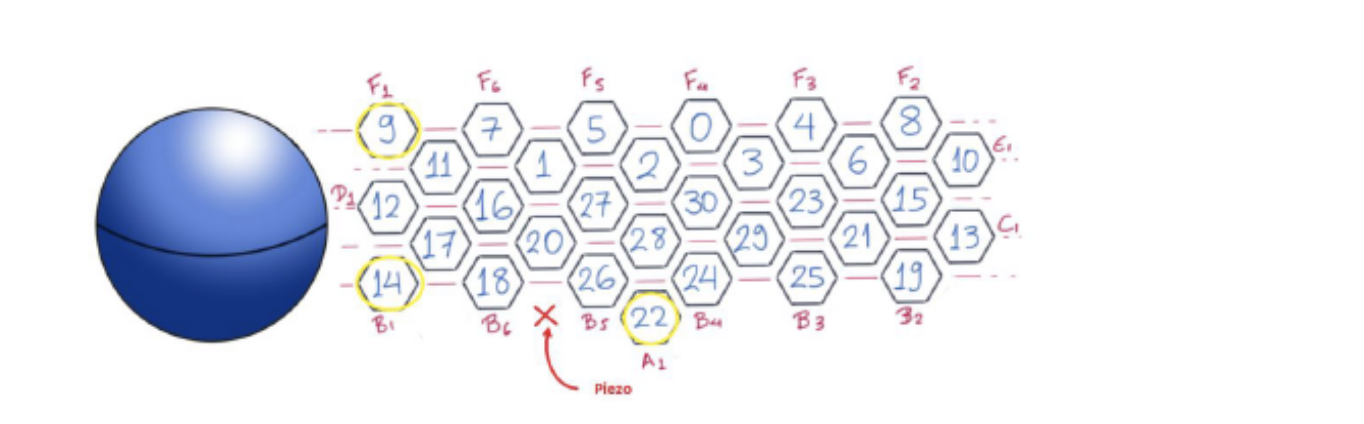 F1 F6 F5 F4 F3 F2
9 7 5 0 4 8
E1
11 1 2 3 6 10
D1
12 16 27 30 23 15
C1
17 20 28 29 21 13
14 18 26 24 25 19
B1 B6 B5 22 B4 B3 B2
A1
Piezo